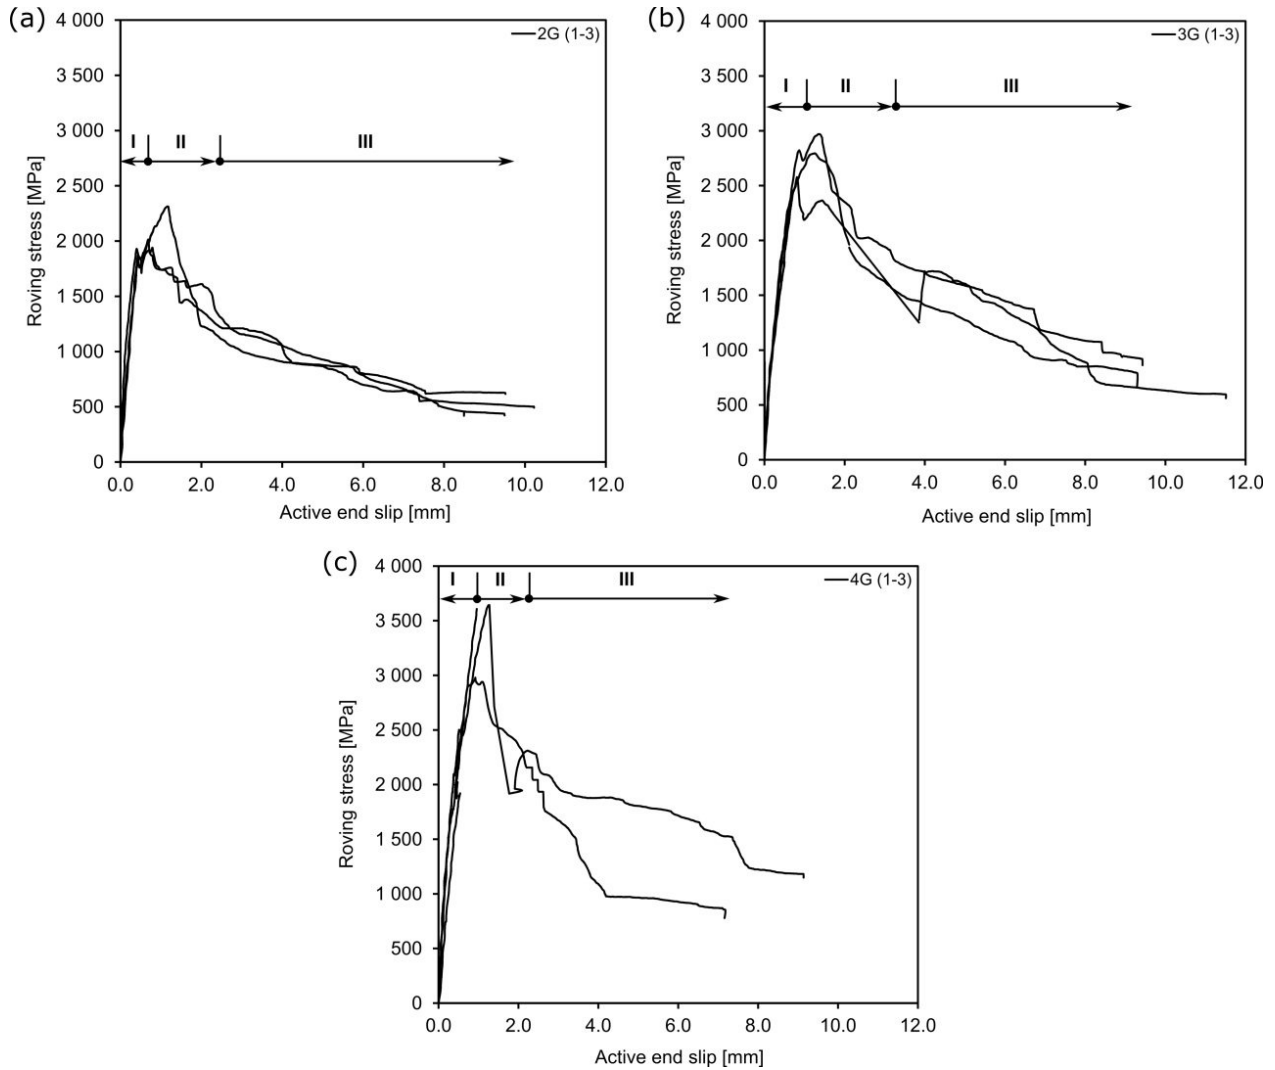 (a)
4 000
3 500
3 000
2 500
2 000
1 500
1 000
500
0
Roving stress [MPa]
2G (1-3)
I II III
0.0 2.0 4.0 6.0 8.0 10.0 12.0
Active end slip [mm]
(b)
4 000
3 500
3 000
2 500
2 000
1 500
1 000
500
0
Roving stress [MPa]
3G (1-3)
I II III
0.0 2.0 4.0 6.0 8.0 10.0 12.0
Active end slip [mm]
(c)
4 000
3 500
3 000
2 500
2 000
1 500
1 000
500
0
Roving stress [MPa]
4G (1-3)
I II III
0.0 2.0 4.0 6.0 8.0 10.0 12.0
Active end slip [mm]